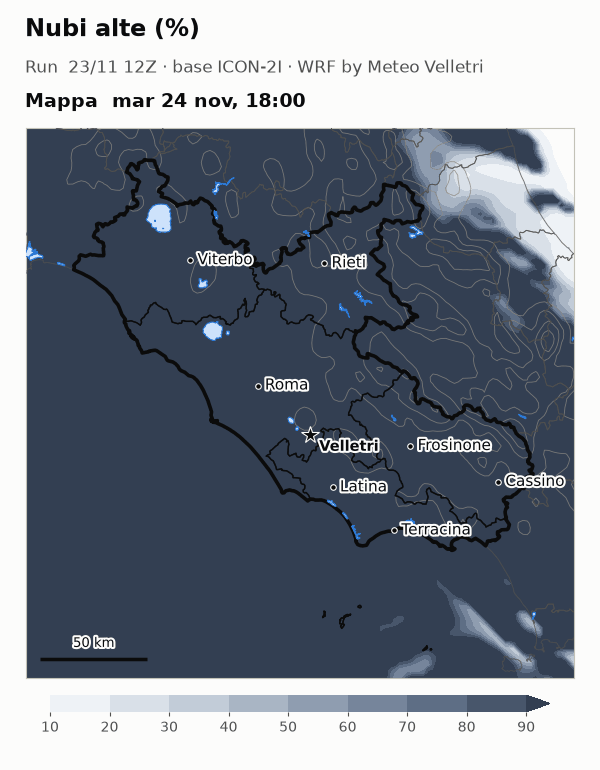 Nubi alte (%)
Run  23/11 12Z · base ICON-2I · WRF by Meteo Velletri
Mappa  mar 24 nov, 18:00
Viterbo
Rieti
Roma
Velletri
Frosinone
Cassino
Latina
Terracina
50 km
10 20 30 40 50 60 70 80 90